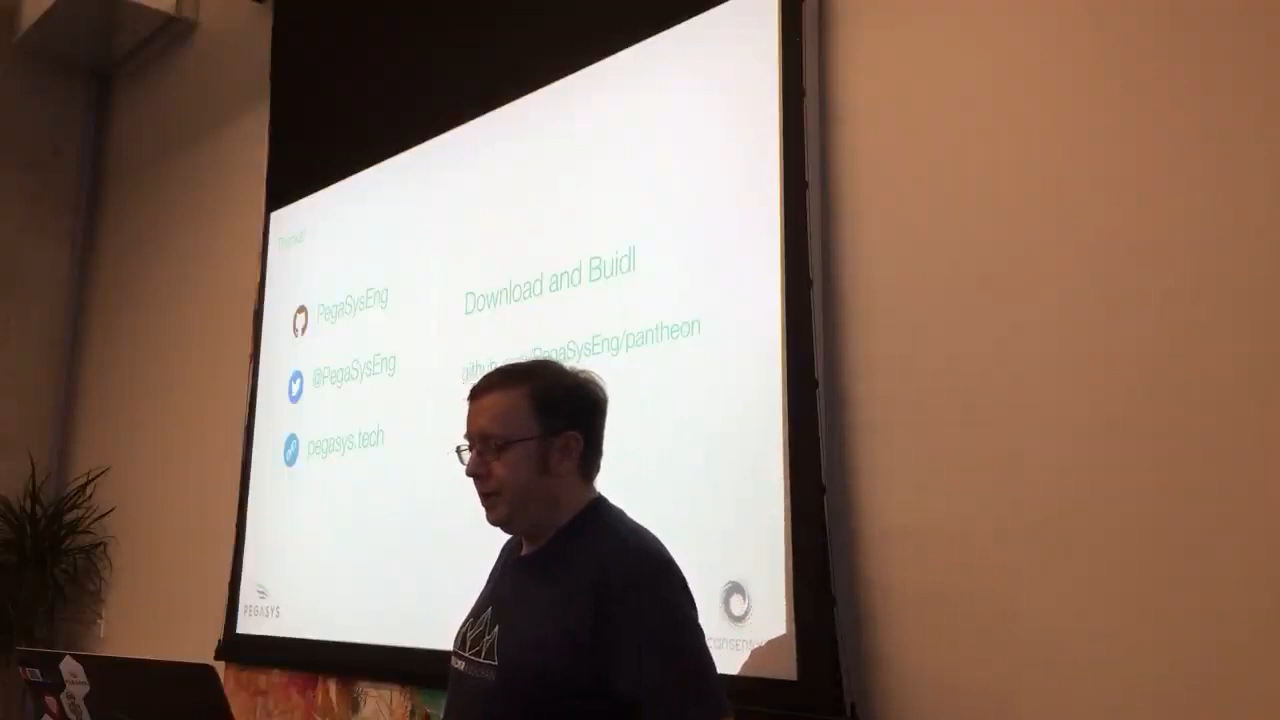 PegaSysEng
@PegaSysEng
pegasys.tech
Download and Buidl
PegaSysEng/pantheon
PEGASYS